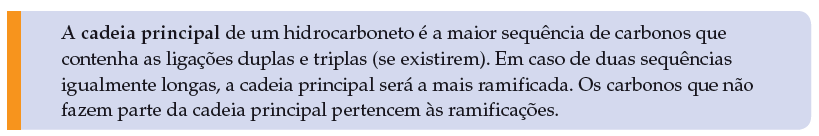 A cadeia principal de um hidrocarboneto é a maior sequência de carbonos que
contenha as ligações duplas e triplas (se existirem). Em caso de duas sequências
igualmente longas, a cadeia principal será a mais ramificada. Os carbonos que não
fazem parte da cadeia principal pertencem às ramificações.